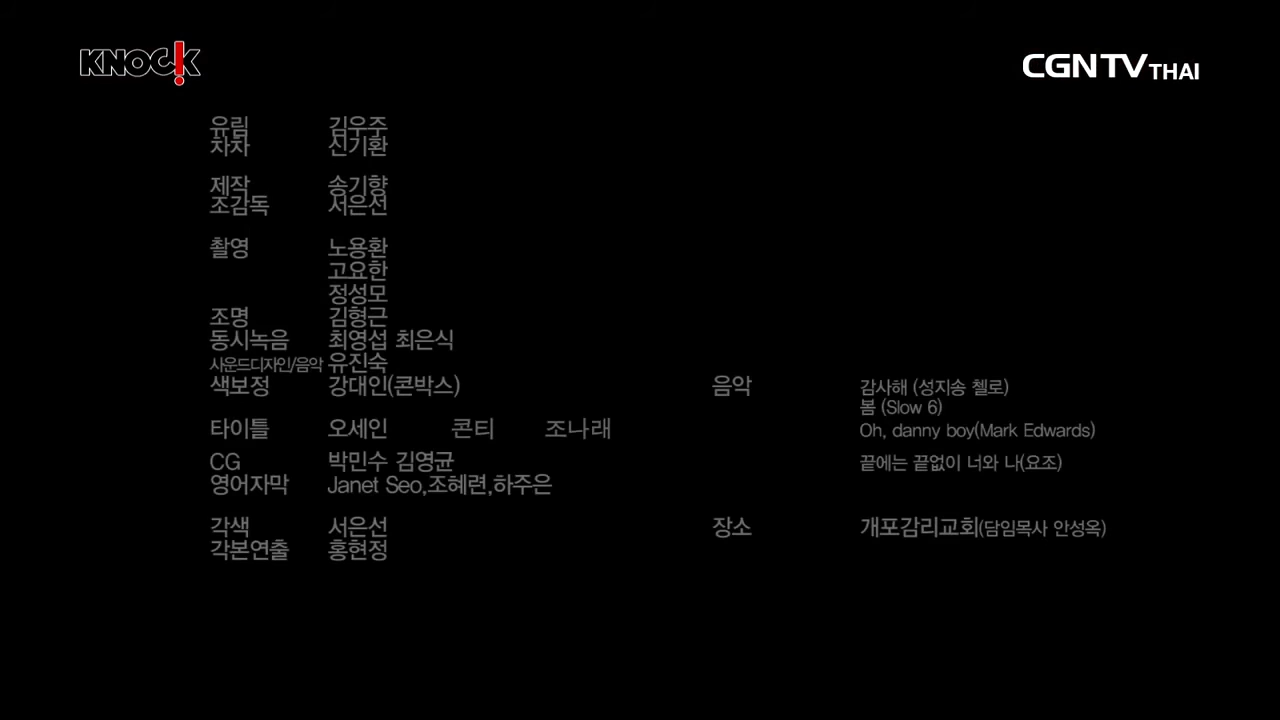 KNOCK!
CGNTV THAI
유림 김우주
차차 신기환
제작 송기향
조감독 서은선
촬영 노용환
고요한
정성모
조명 김형근
동시녹음 최영섭 최은식
사운드디자인/음악 유진숙
색보정 강대인(콘박스)
타이틀 오세인 콘티 조나래
CG 박민수 김영균
영어자막 Janet Seo,조혜련,하주은
각색 서은선
각본연출 홍현정
음악 감사해 (성지송 첼로)
봄 (Slow 6)
Oh, danny boy(Mark Edwards)
끝에는 끝없이 너와 나(요조)
장소 개포감리교회(담임목사 안성옥)